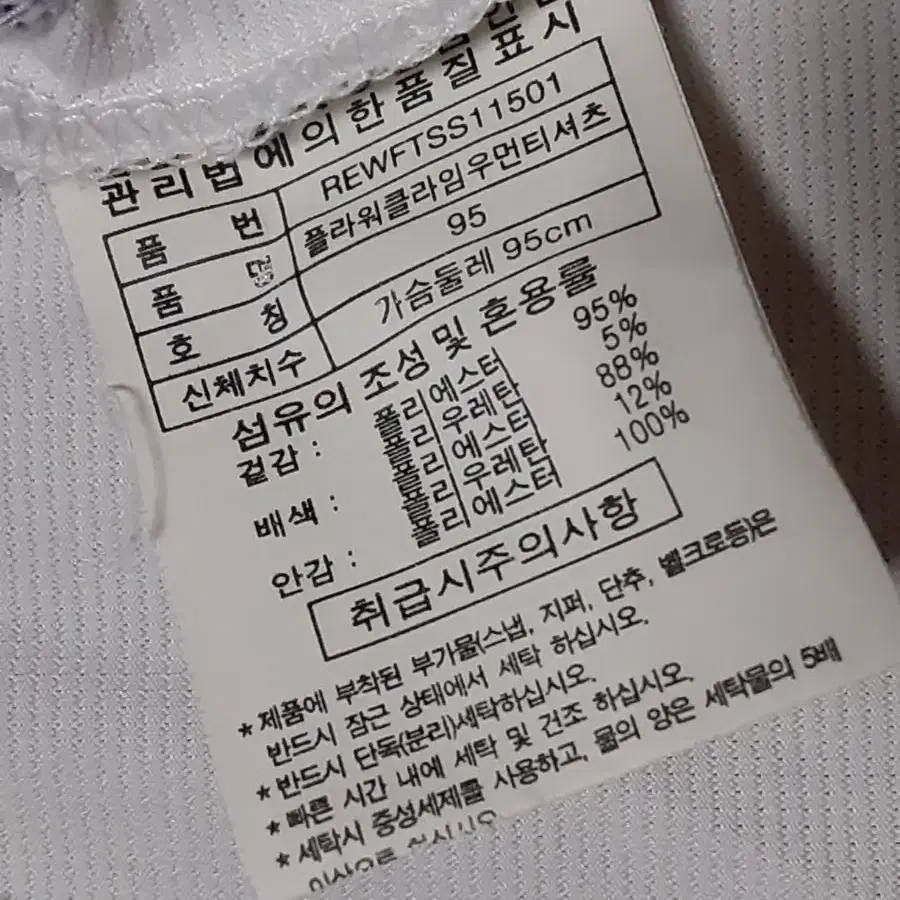 관리법에의한품질표시
품 번 REWFTSS11501
품 명 플라워클라임우먼티셔츠
호 칭 95
신체치수 가슴둘레 95cm
섬유의 조성 및 혼용률
겉감 : 폴리에스터 95%
폴리우레탄 5%
배색 : 폴리에스터 88%
폴리우레탄 12%
안감 : 폴리에스터 100%
취급시주의사항
* 제품에 부착된 부가물(스냅, 지퍼, 단추, 벨크로등)은
반드시 잠근 상태에서 세탁 하십시오.
* 반드시 단독(분리)세탁하십시오.
* 빠른 시간 내에 세탁 및 건조 하십시오.
* 세탁시 중성세제를 사용하고, 물의 양은 세탁물의 5배
이상으로 하십시오